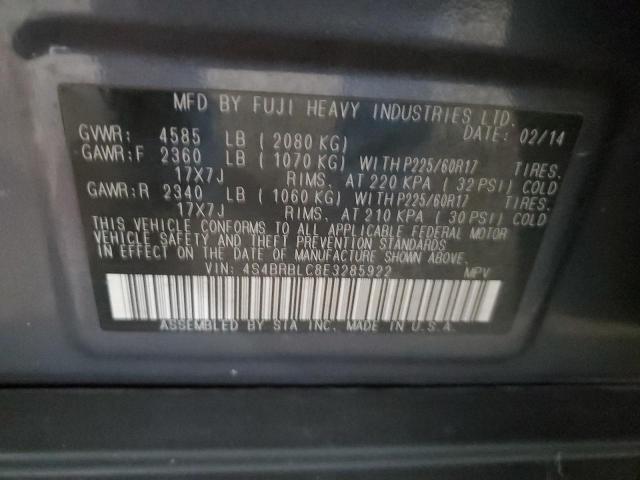 MFD BY FUJI HEAVY INDUSTRIES LTD.
DATE: 02/14
GVWR: 4585 LB ( 2080 KG)
GAWR:F 2360 LB ( 1070 KG) WITH P225/60R17 TIRES.
17X7J RIMS. AT 220 KPA ( 32 PSI) COLD
GAWR:R 2340 LB ( 1060 KG) WITH P225/60R17 TIRES.
17X7J RIMS. AT 210 KPA ( 30 PSI) COLD
THIS VEHICLE CONFORMS TO ALL APPLICABLE FEDERAL MOTOR
VEHICLE SAFETY AND THEFT PREVENTION STANDARDS
IN EFFECT ON THE DATE OF MANUFACTURE SHOWN ABOVE.
VIN: 4S4BRBLC8E3285922 MPV
ASSEMBLED BY SIA INC. MADE IN U.S.A.